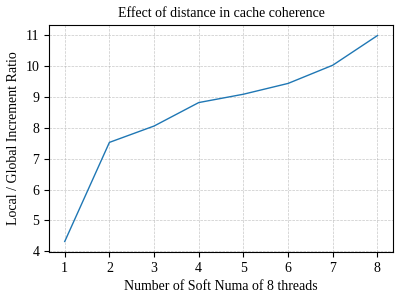 Effect of distance in cache coherence
Local / Global Increment Ratio
11
10
9
8
7
6
5
4
1 2 3 4 5 6 7 8
Number of Soft Numa of 8 threads